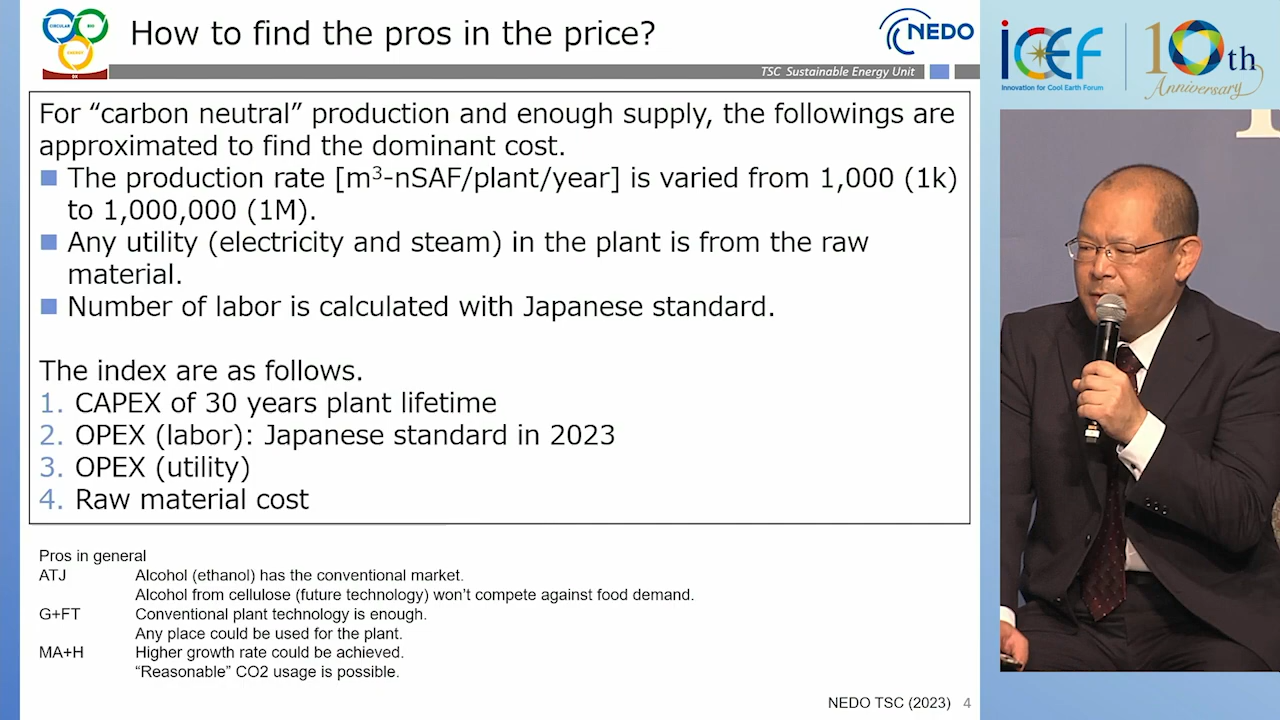 CIRCULAR
BIO
ENERGY
How to find the pros in the price?
NEDO
TSC Sustainable Energy Unit
iCEF
Innovation for Cool Earth Forum
10th
Anniversary
For “carbon neutral” production and enough supply, the followings are
approximated to find the dominant cost.
■ The production rate [m³-nSAF/plant/year] is varied from 1,000 (1k)
to 1,000,000 (1M).
■ Any utility (electricity and steam) in the plant is from the raw
material.
■ Number of labor is calculated with Japanese standard.
The index are as follows.
1. CAPEX of 30 years plant lifetime
2. OPEX (labor): Japanese standard in 2023
3. OPEX (utility)
4. Raw material cost
Pros in general
ATJ Alcohol (ethanol) has the conventional market.
Alcohol from cellulose (future technology) won’t compete against food demand.
G+FT Conventional plant technology is enough.
Any place could be used for the plant.
MA+H Higher growth rate could be achieved.
“Reasonable” CO2 usage is possible.
NEDO TSC (2023) 4